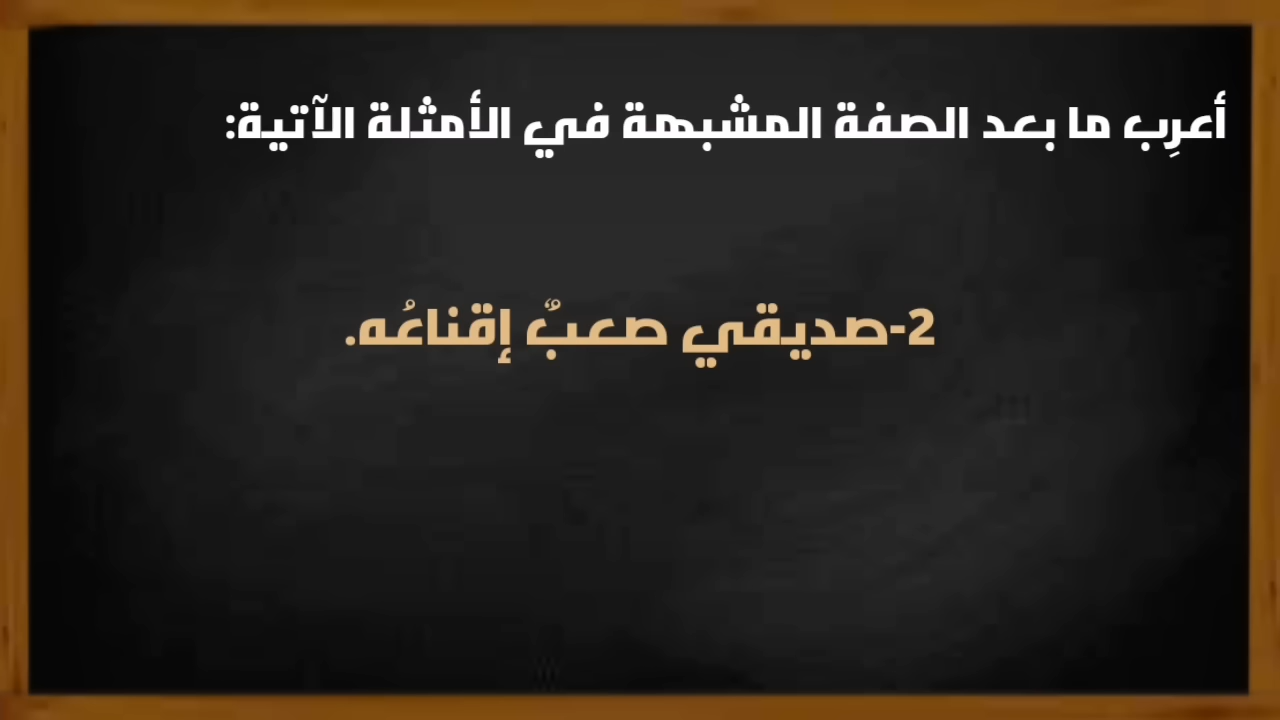 أعرِب ما بعد الصفة المشبهة في الأمثلة الآتية:
2-صديقي صعبٌ إقناعُه.